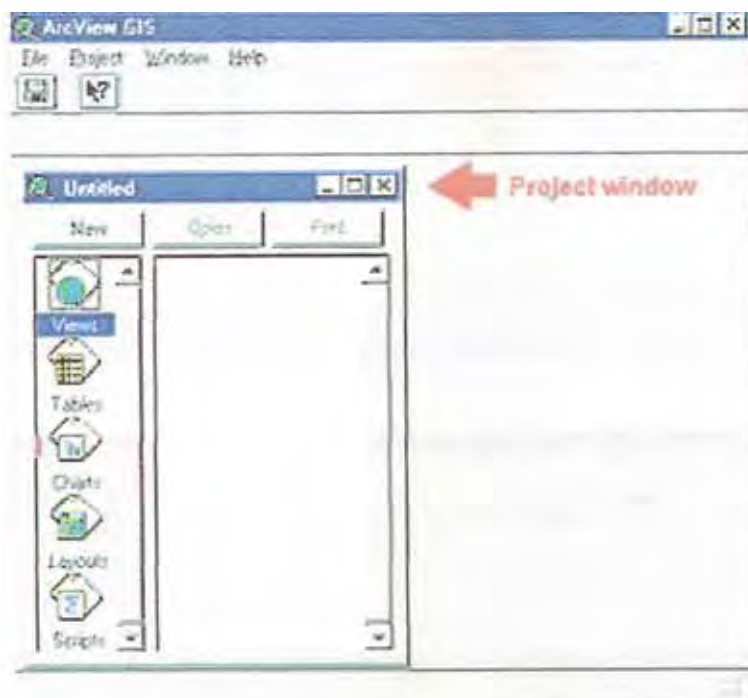 ArcView GIS
File Project Window Help
Untitled
Project window
New Open Print
Views
Tables
Charts
Layouts
Scripts